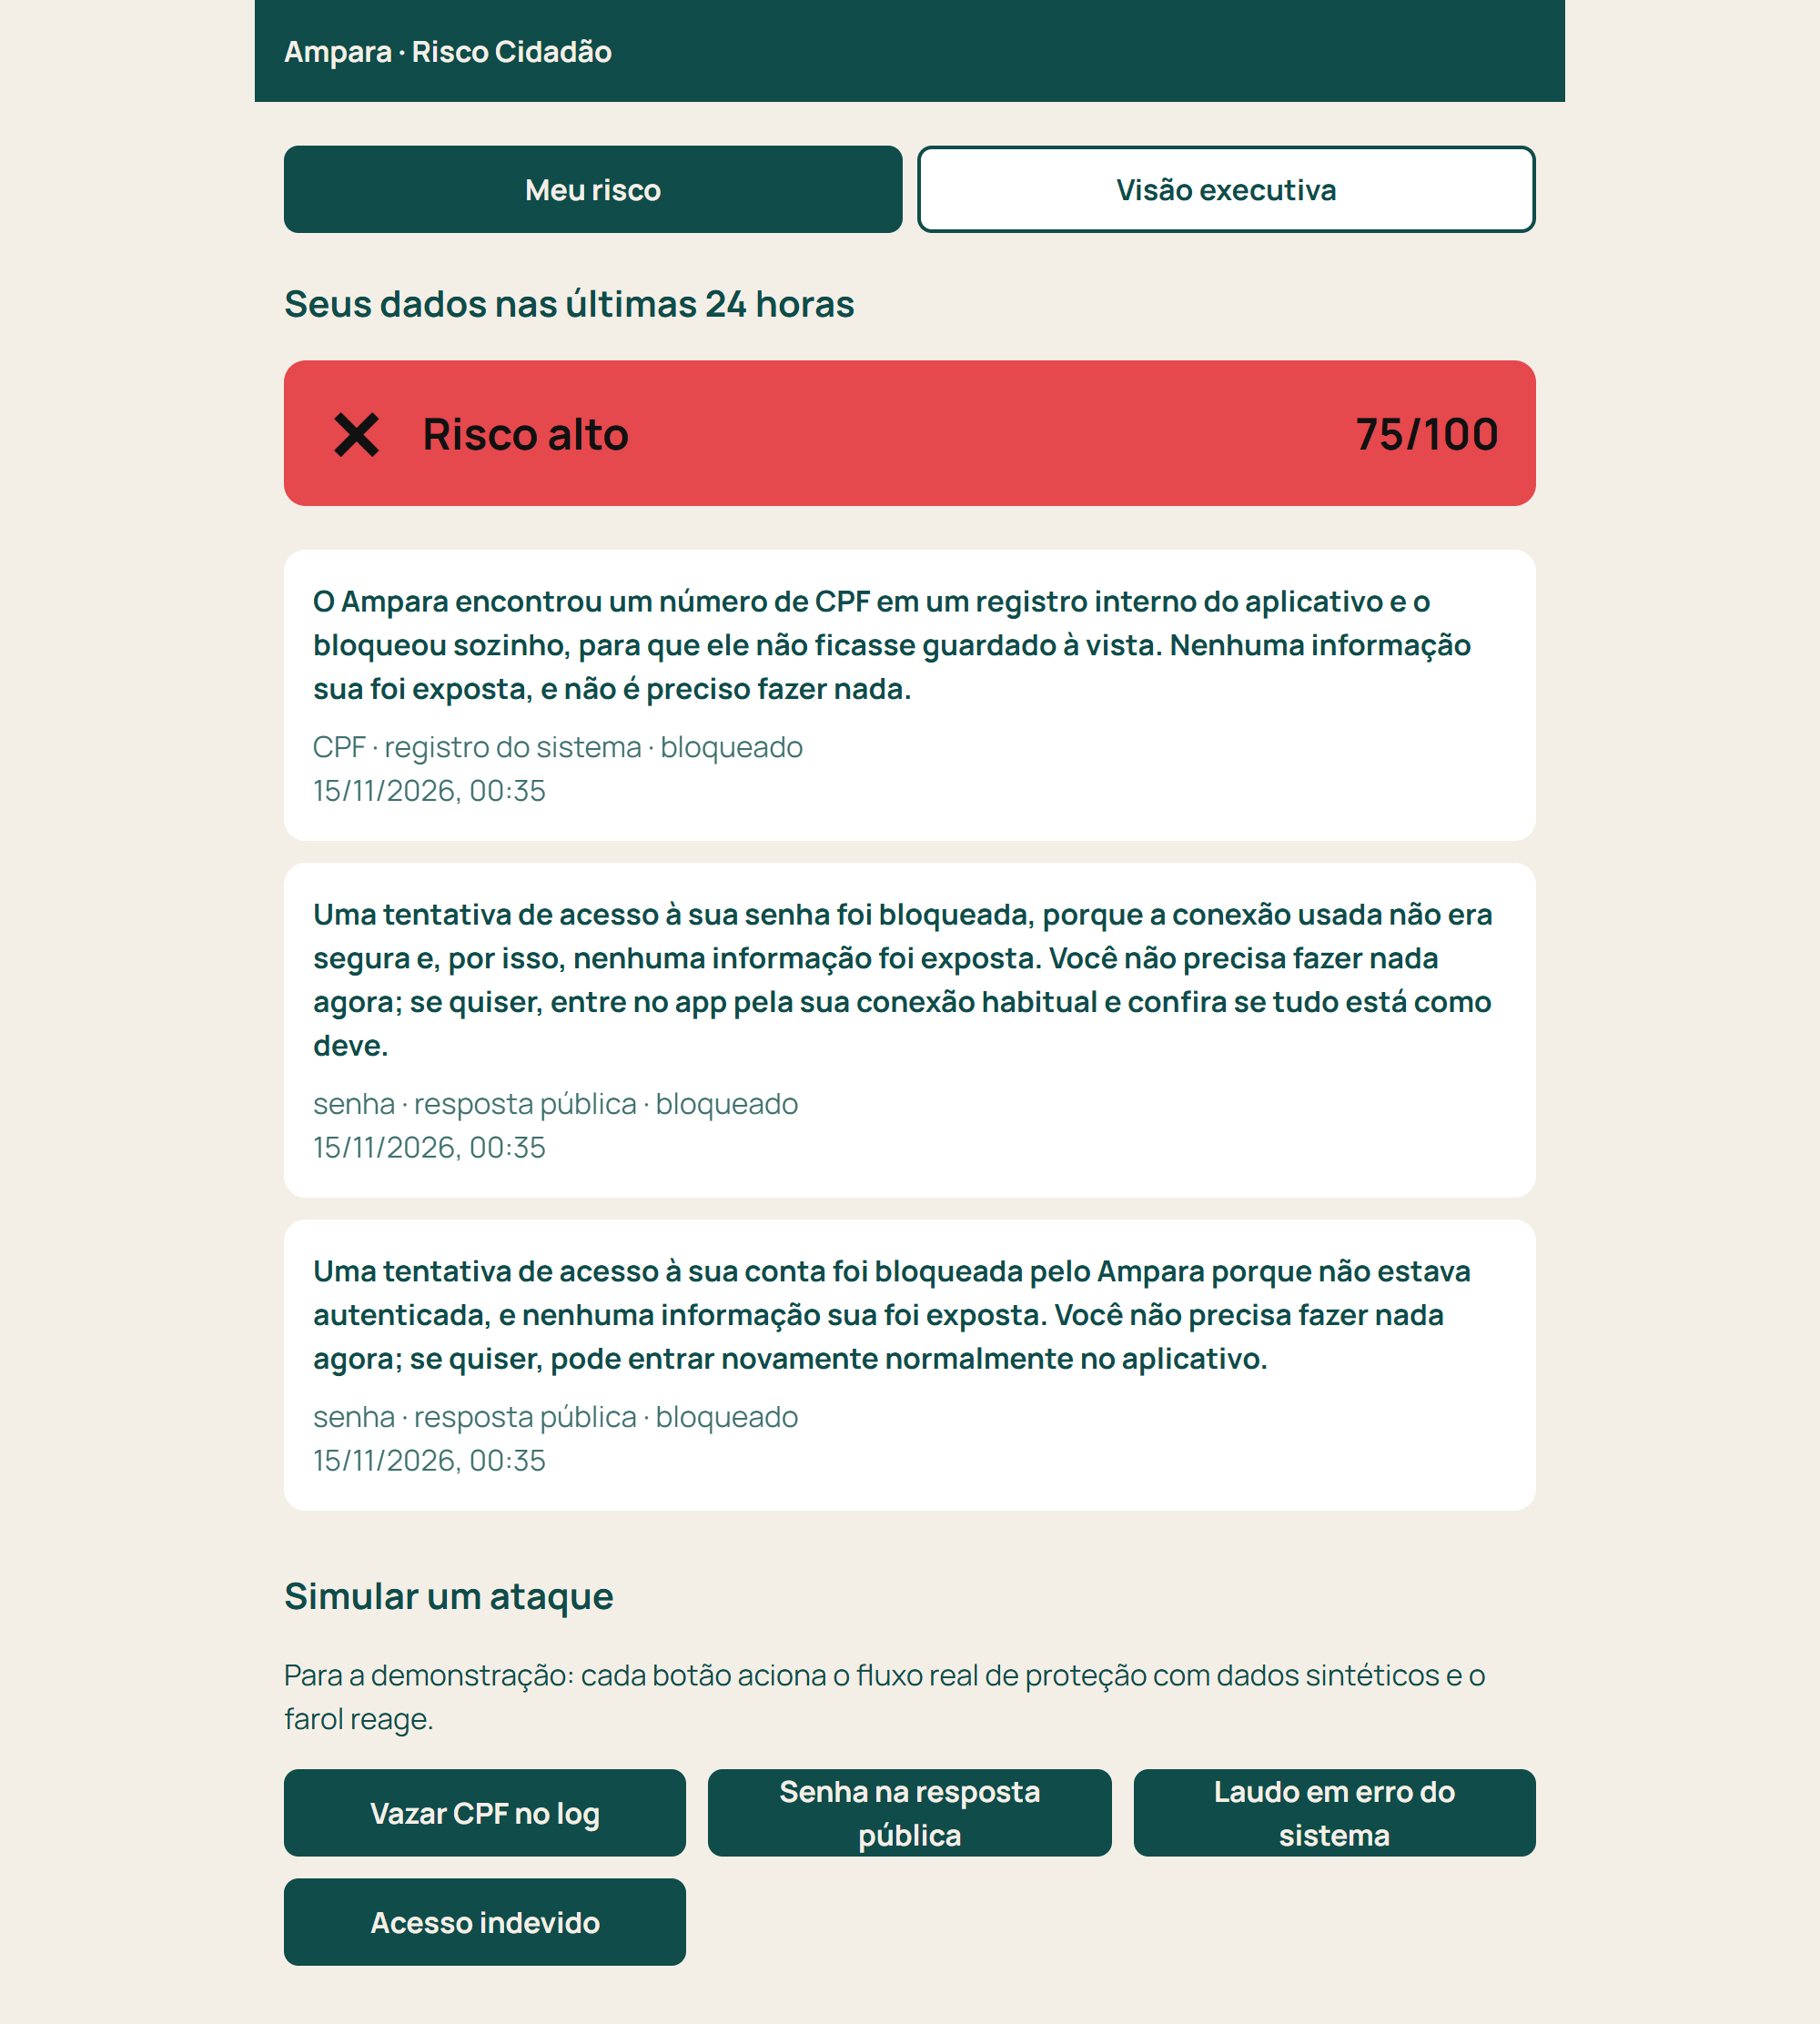 Ampara · Risco Cidadão
Meu risco
Visão executiva
Seus dados nas últimas 24 horas
Risco alto
75/100
O Ampara encontrou um número de CPF em um registro interno do aplicativo e o
bloqueou sozinho, para que ele não ficasse guardado à vista. Nenhuma informação
sua foi exposta, e não é preciso fazer nada.
CPF · registro do sistema · bloqueado
15/11/2026, 00:35
Uma tentativa de acesso à sua senha foi bloqueada, porque a conexão usada não era
segura e, por isso, nenhuma informação foi exposta. Você não precisa fazer nada
agora; se quiser, entre no app pela sua conexão habitual e confira se tudo está como
deve.
senha · resposta pública · bloqueado
15/11/2026, 00:35
Uma tentativa de acesso à sua conta foi bloqueada pelo Ampara porque não estava
autenticada, e nenhuma informação sua foi exposta. Você não precisa fazer nada
agora; se quiser, pode entrar novamente normalmente no aplicativo.
senha · resposta pública · bloqueado
15/11/2026, 00:35
Simular um ataque
Para a demonstração: cada botão aciona o fluxo real de proteção com dados sintéticos e o
farol reage.
Vazar CPF no log
Senha na resposta
pública
Laudo em erro do
sistema
Acesso indevido